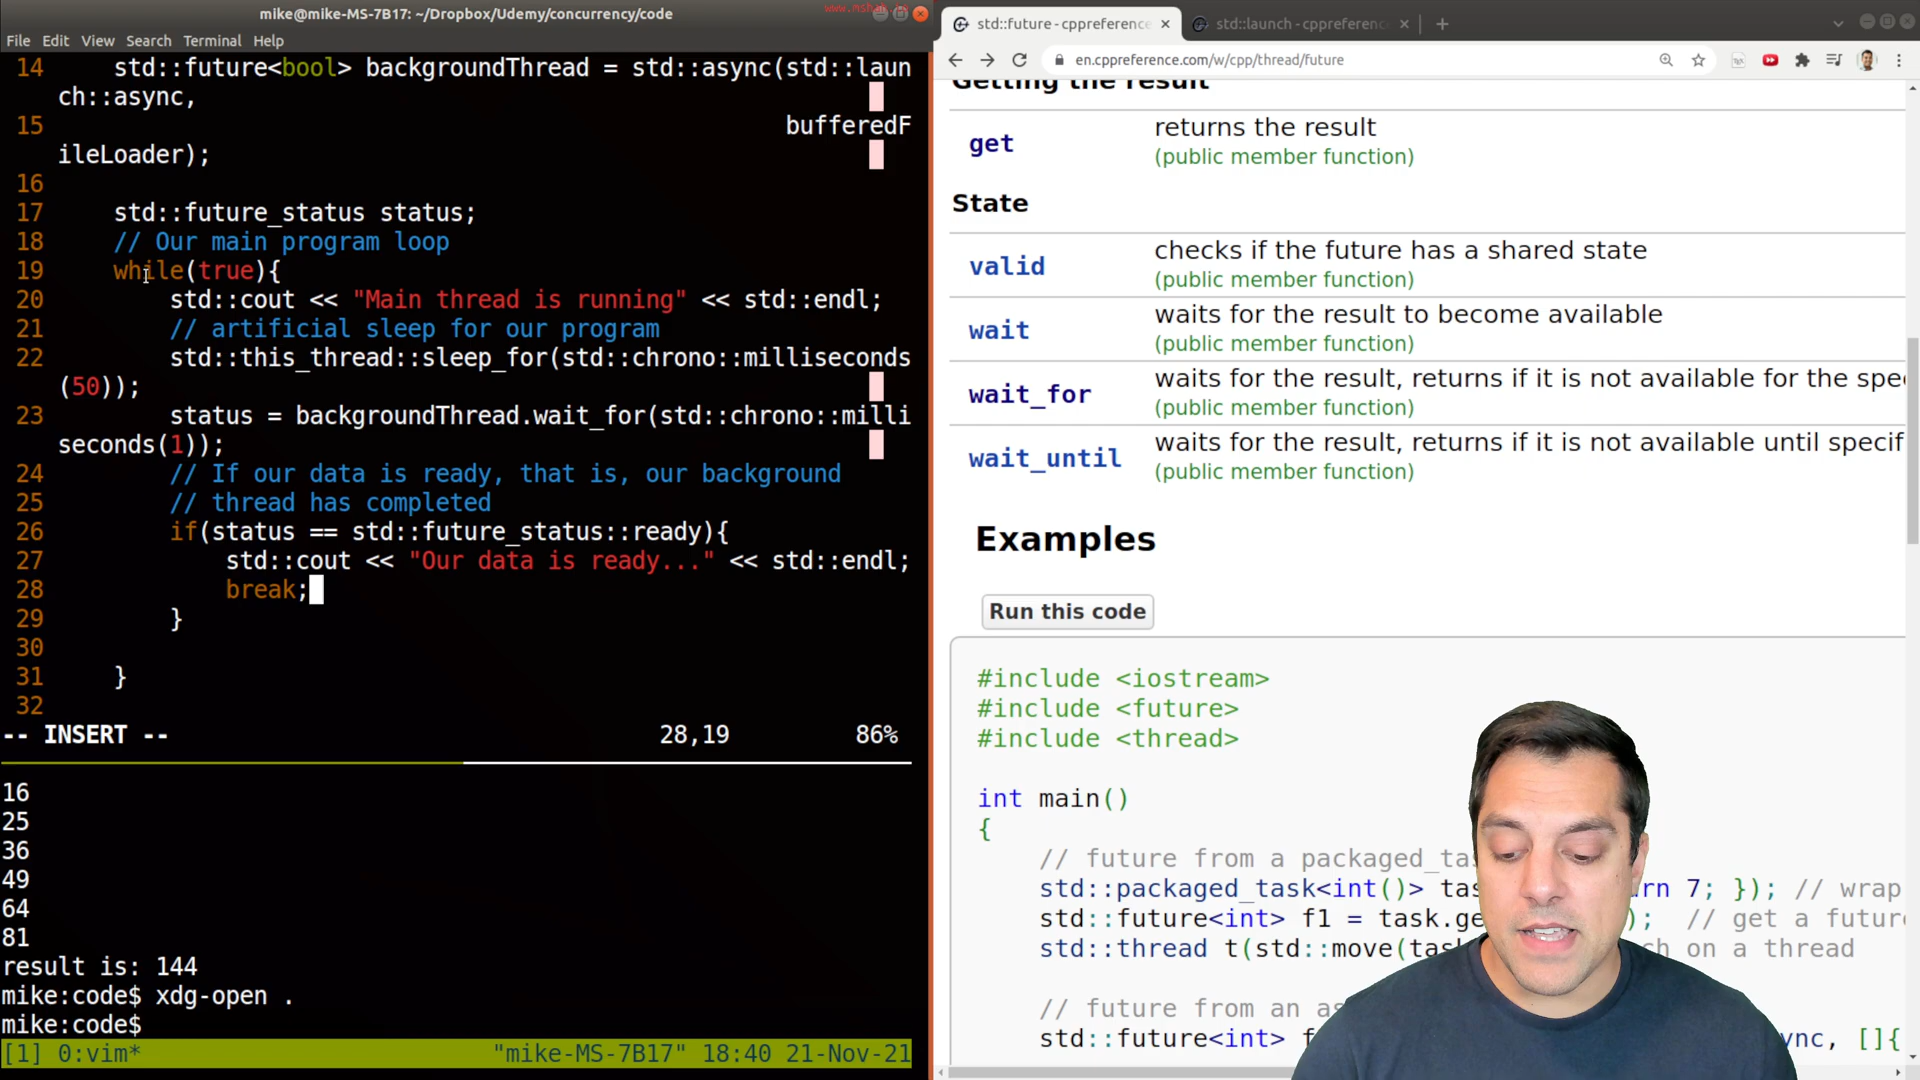 mike@mike-MS-7B17: ~/Dropbox/Udemy/concurrency/code
File Edit View Search Terminal Help
14 std::future<bool> backgroundThread = std::async(std::laun
ch::async,
15 bufferedF
ileLoader);
16
17 std::future_status status;
18 // Our main program loop
19 while(true){
20 std::cout << "Main thread is running" << std::endl;
21 // artificial sleep for our program
22 std::this_thread::sleep_for(std::chrono::milliseconds
(50));
23 status = backgroundThread.wait_for(std::chrono::milli
seconds(1));
24 // If our data is ready, that is, our background
25 // thread has completed
26 if(status == std::future_status::ready){
27 std::cout << "Our data is ready..." << std::endl;
28 break;
29 }
30
31 }
32
-- INSERT -- 28,19 86%
16
25
36
49
64
81
result is: 144
mike:code$ xdg-open .
mike:code$
[1] 0:vim* "mike-MS-7B17" 18:40 21-Nov-21
std::future - cppreference
std::launch - cppreference
en.cppreference.com/w/cpp/thread/future
Getting the result
get returns the result
(public member function)
State
valid checks if the future has a shared state
(public member function)
wait waits for the result to become available
(public member function)
wait_for waits for the result, returns if it is not available for the spe
(public member function)
wait_until waits for the result, returns if it is not available until specif
(public member function)
Examples
Run this code
#include <iostream>
#include <future>
#include <thread>
int main()
{
// future from a packaged_ta
std::packaged_task<int()> tas rn 7; }); // wrap
std::future<int> f1 = task.ge ); // get a futur
std::thread t(std::move(tas ch on a thread
// future from an as
std::future<int> f ync, []{